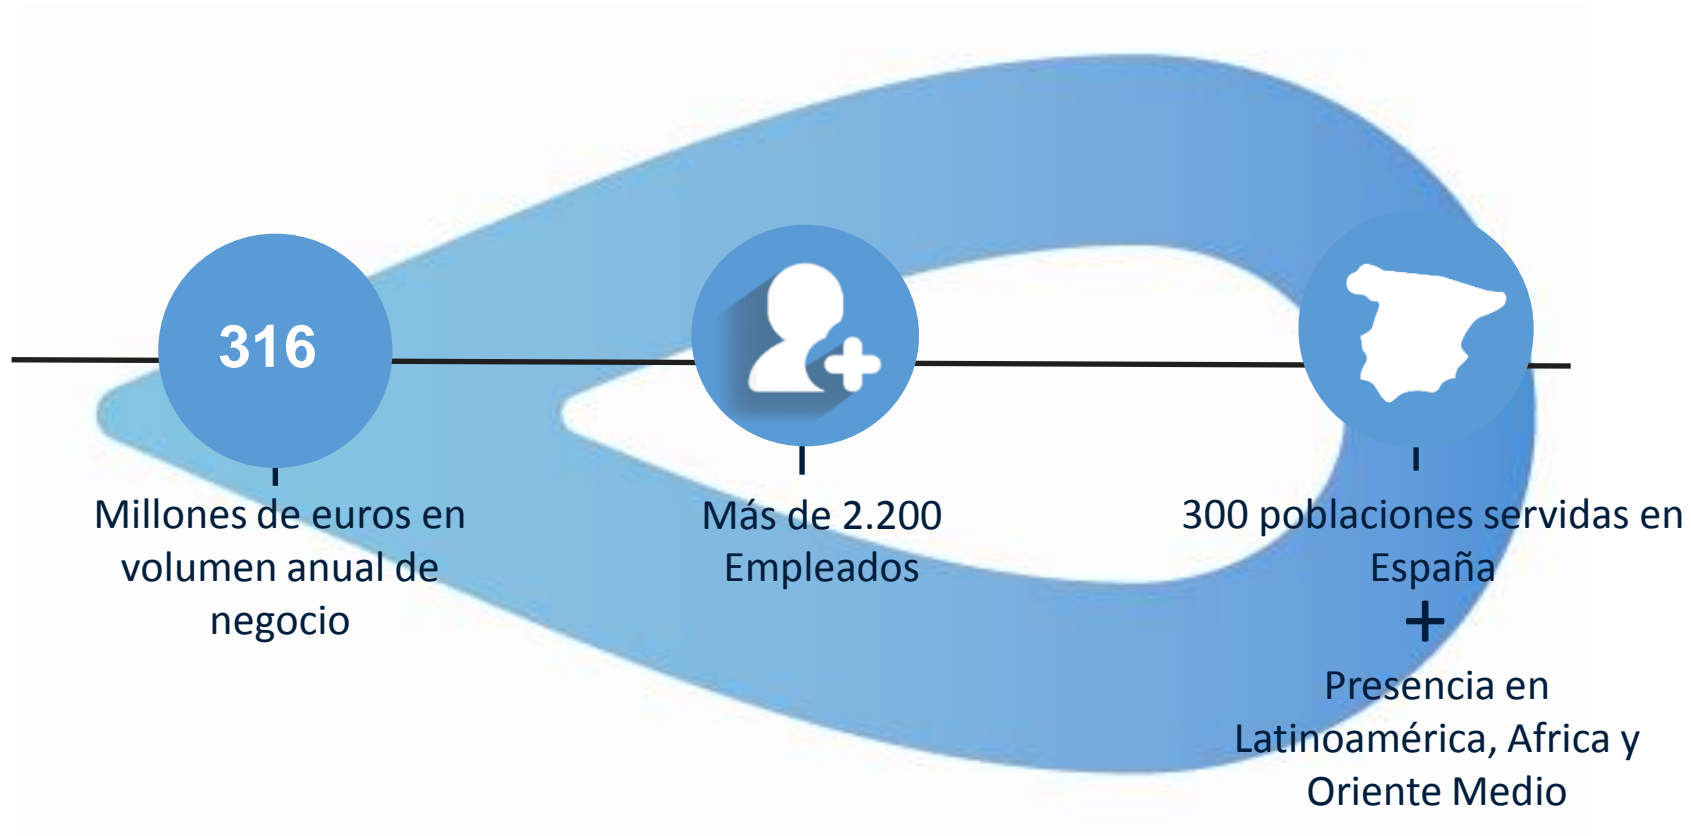 316
Millones de euros en
volumen anual de
negocio
Más de 2.200
Empleados
300 poblaciones servidas en
España
+
Presencia en
Latinoamérica, Africa y
Oriente Medio